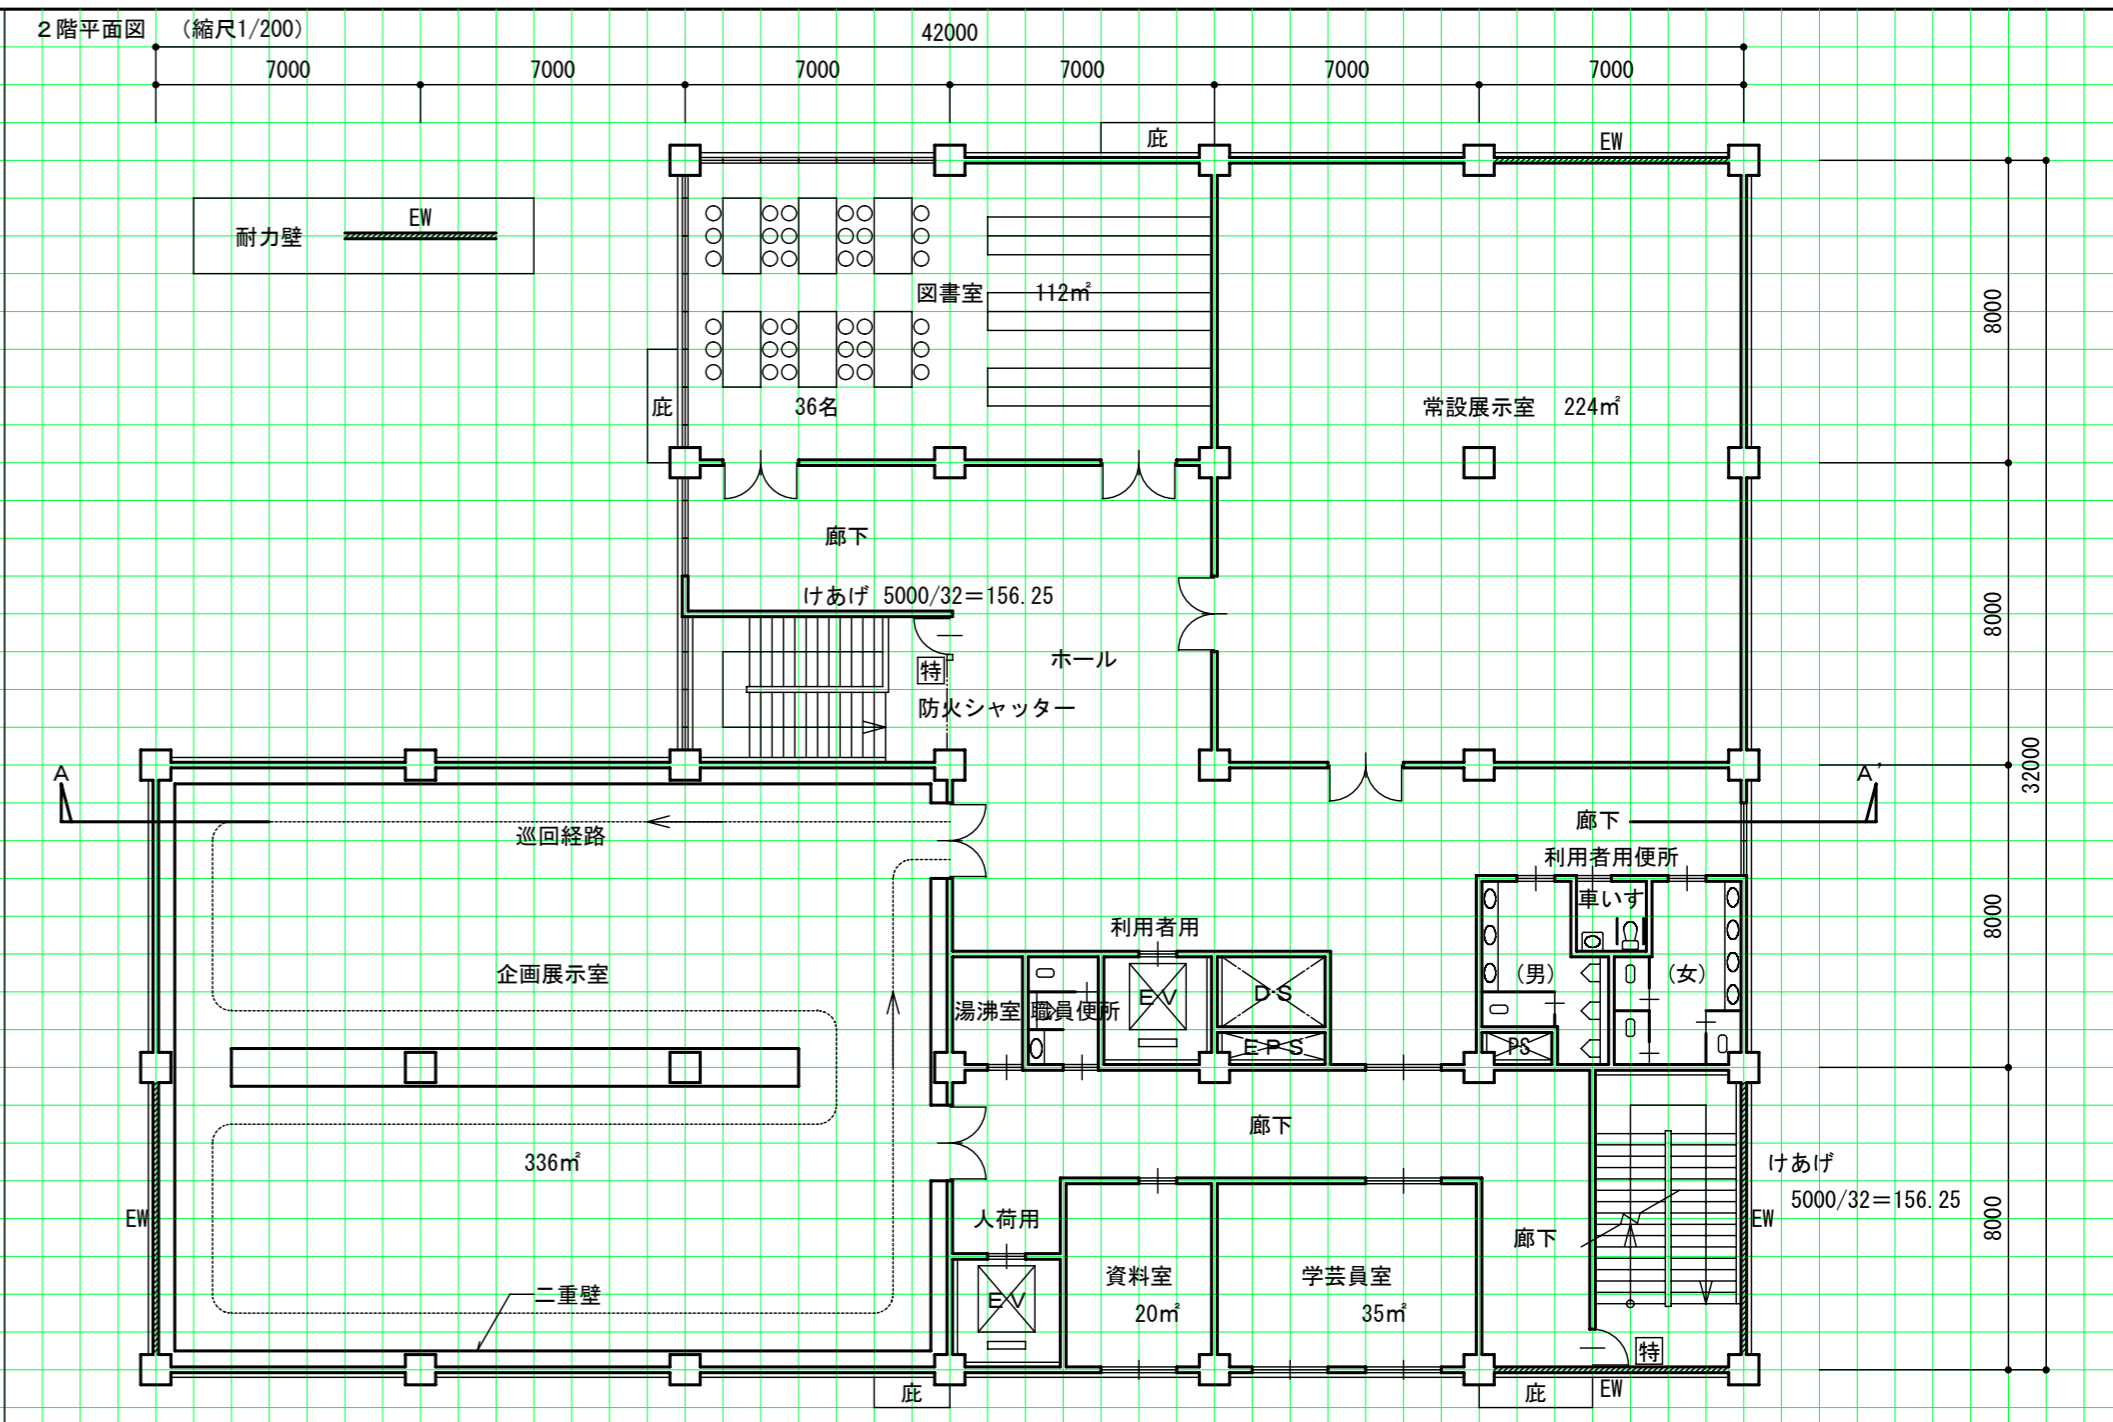 ２階平面図　（縮尺1/200）
42000
7000
7000
7000
7000
7000
7000
庇
EW
EW
耐力壁
図書室
112㎡
8000
庇
36名
常設展示室
224㎡
廊下
けあげ 5000/32＝156.25
ホール
8000
特
防火シャッター
32000
A
A'
巡回経路
廊下
利用者用便所
車いす
利用者用
8000
企画展示室
(男)
(女)
EV
DS
湯沸室
職員便所
EPS
PS
廊下
336㎡
けあげ
5000/32＝156.25
EW
人荷用
EW
8000
廊下
二重壁
資料室
学芸員室
EV
20㎡
35㎡
特
庇
庇
EW